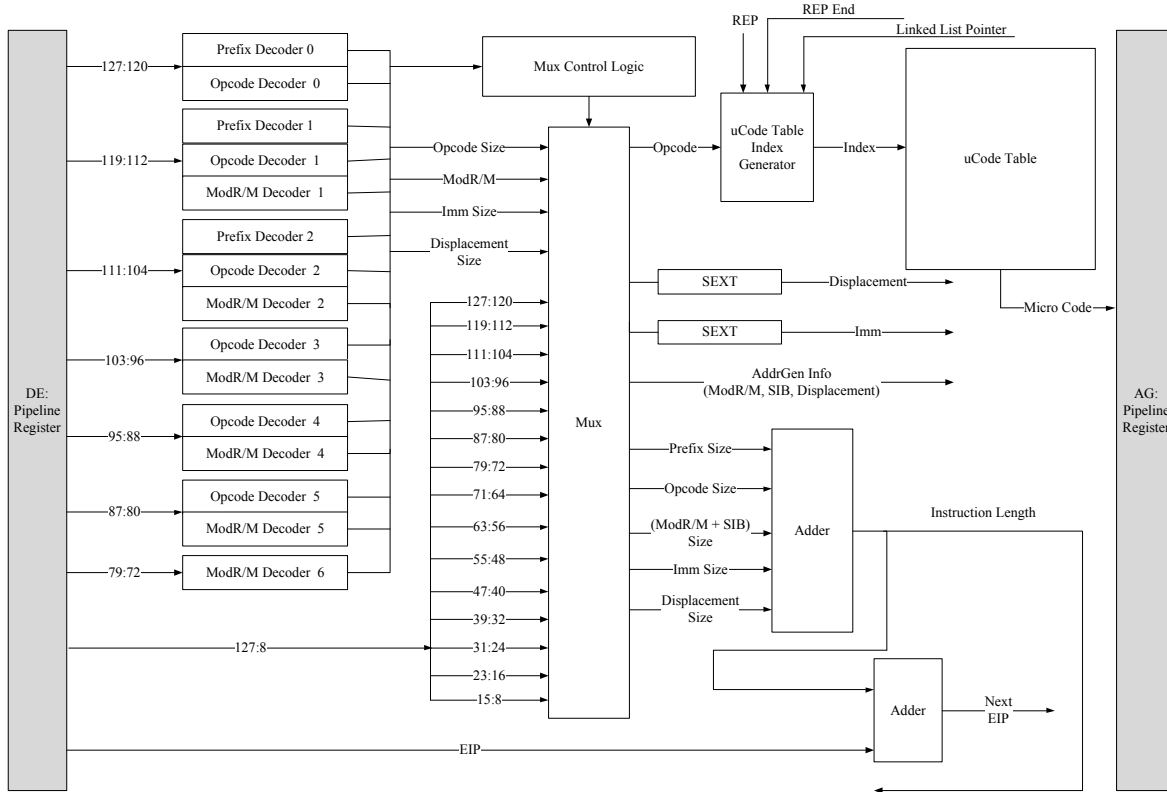 DE:
Pipeline
Register
127:120
119:112
111:104
103:96
95:88
87:80
79:72
127:8
EIP
Prefix Decoder 0
Opcode Decoder 0
Prefix Decoder 1
Opcode Decoder 1
ModR/M Decoder 1
Prefix Decoder 2
Opcode Decoder 2
ModR/M Decoder 2
Opcode Decoder 3
ModR/M Decoder 3
Opcode Decoder 4
ModR/M Decoder 4
Opcode Decoder 5
ModR/M Decoder 5
ModR/M Decoder 6
Mux Control Logic
Opcode Size
ModR/M
Imm Size
Displacement
Size
127:120
119:112
111:104
103:96
95:88
87:80
79:72
71:64
63:56
55:48
47:40
39:32
31:24
23:16
15:8
Mux
REP
REP End
Linked List Pointer
Opcode
uCode Table
Index
Generator
Index
uCode Table
SEXT
Displacement
Micro Code
SEXT
Imm
AddrGen Info
(ModR/M, SIB, Displacement)
Prefix Size
Opcode Size
(ModR/M + SIB)
Size
Imm Size
Displacement
Size
Adder
Instruction Length
Adder
Next
EIP
AG:
Pipeline
Register